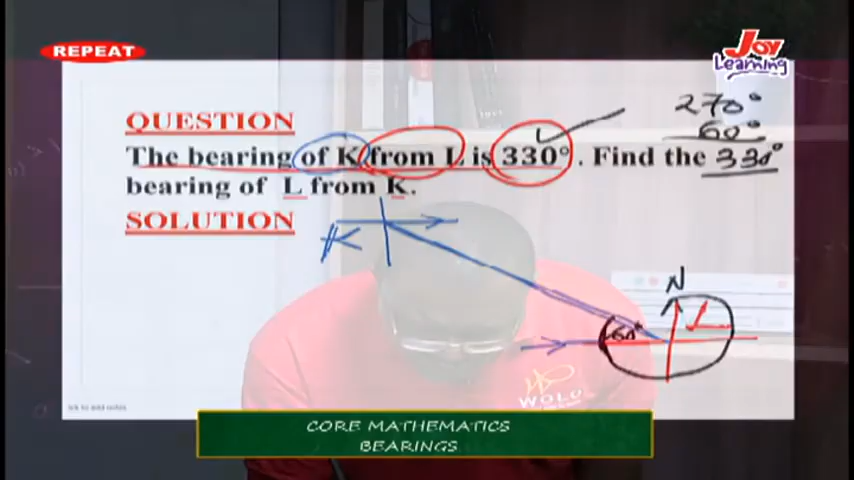 REPEAT
Joy
Learning
270°
60°
330°
QUESTION
The bearing of K from L is 330°. Find the
bearing of L from K.
SOLUTION
K
N
L
60°
WOLO
CORE MATHEMATICS
BEARINGS